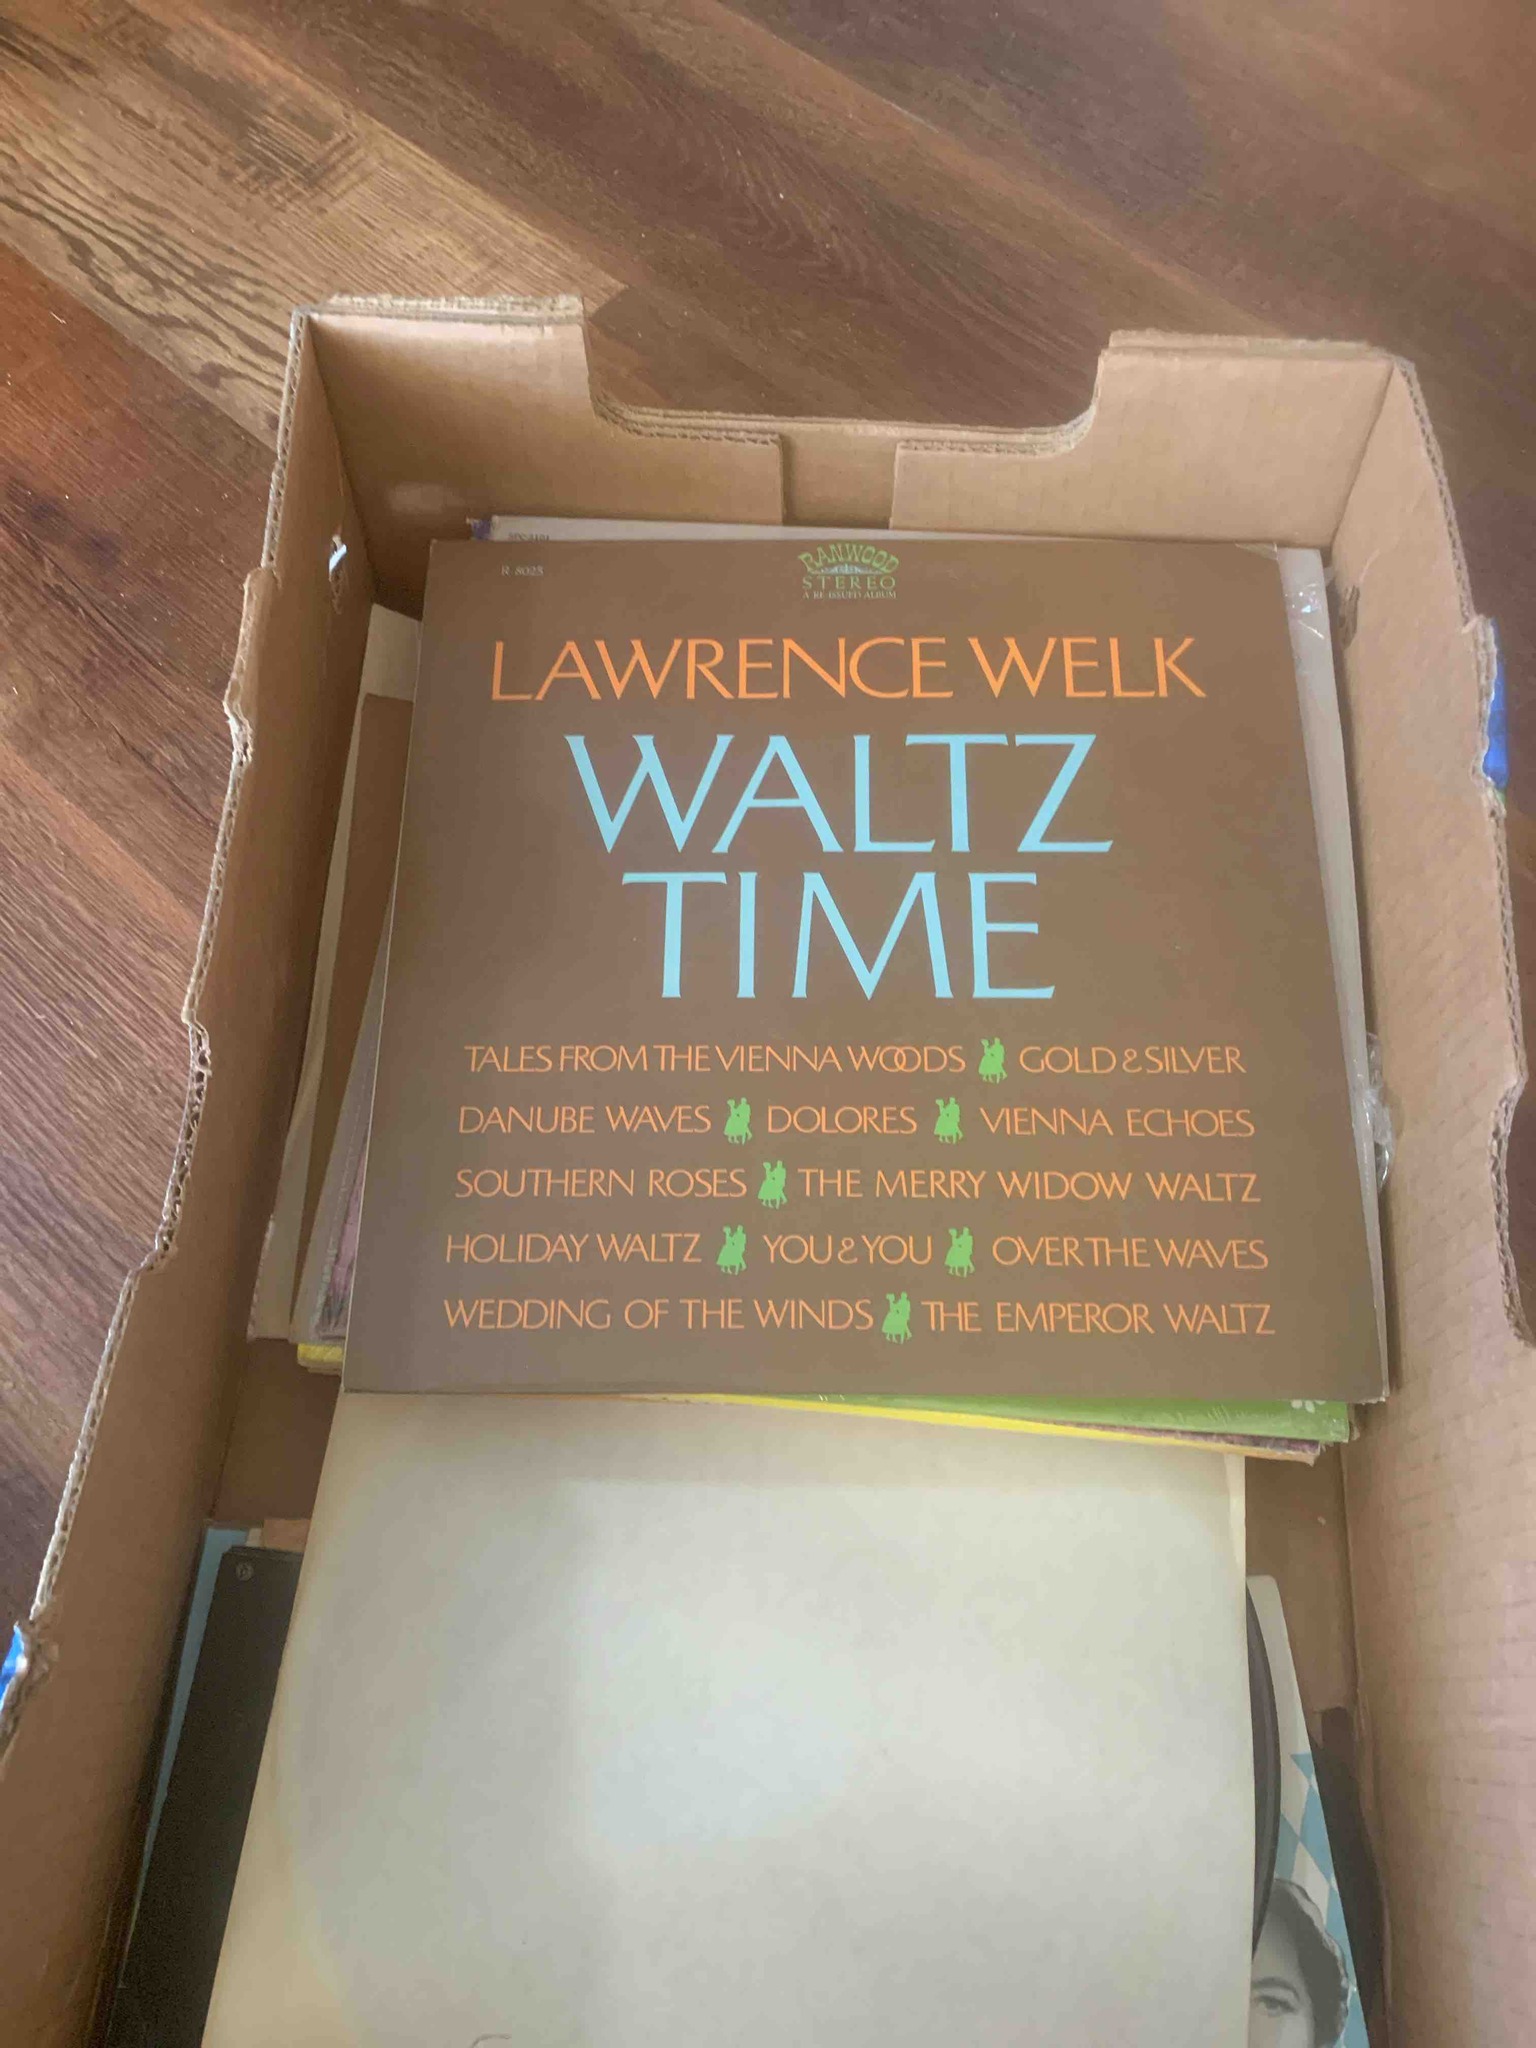 RANWOOD
R 8025
STEREO
A RE-ISSUED ALBUM
LAWRENCE WELK
WALTZ
TIME
TALES FROM THE VIENNA WOODS GOLD & SILVER
DANUBE WAVES DOLORES VIENNA ECHOES
SOUTHERN ROSES THE MERRY WIDOW WALTZ
HOLIDAY WALTZ YOU & YOU OVER THE WAVES
WEDDING OF THE WINDS THE EMPEROR WALTZ